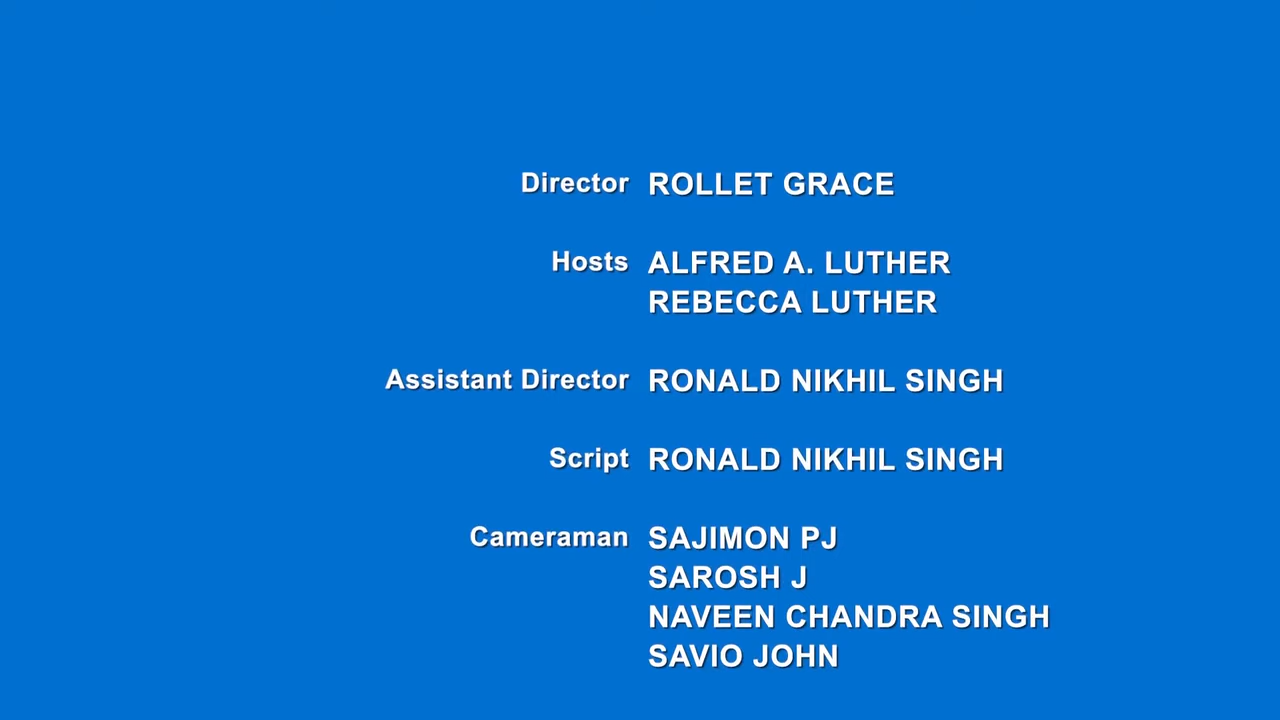 Director ROLLET GRACE
Hosts ALFRED A. LUTHER
REBECCA LUTHER
Assistant Director RONALD NIKHIL SINGH
Script RONALD NIKHIL SINGH
Cameraman SAJIMON PJ
SAROSH J
NAVEEN CHANDRA SINGH
SAVIO JOHN